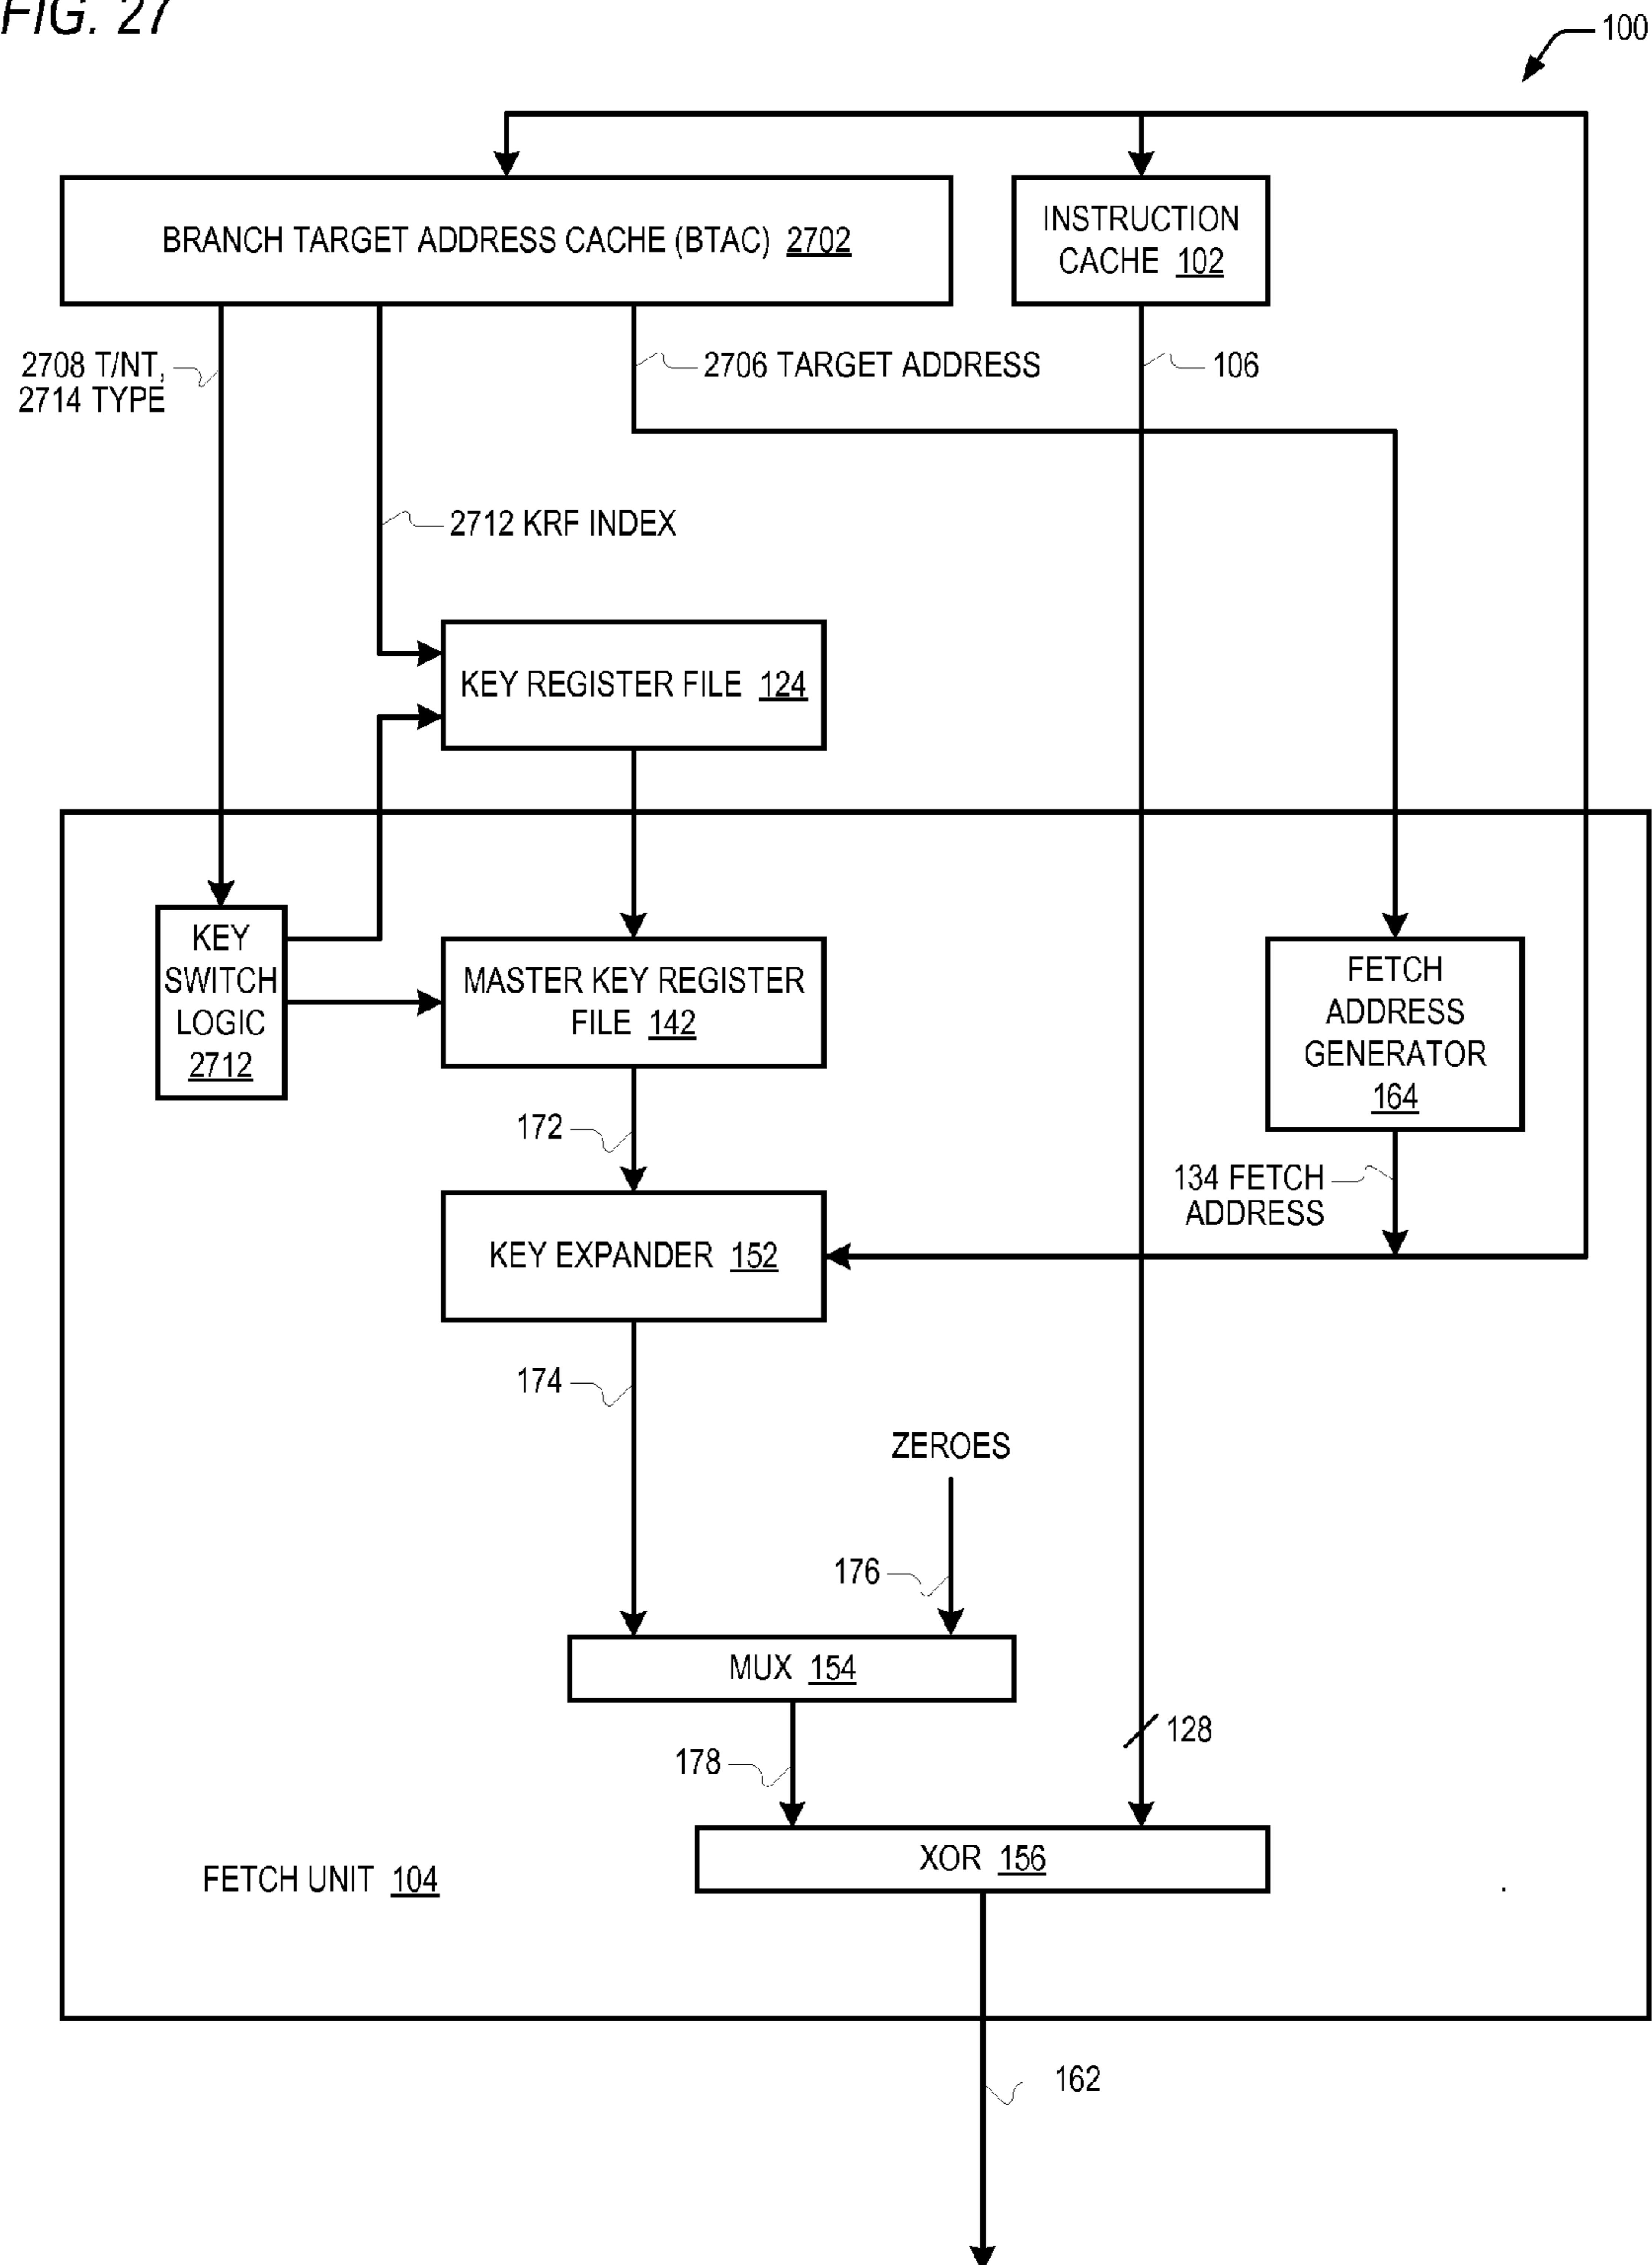 FIG. 27
100
BRANCH TARGET ADDRESS CACHE (BTAC) 2702
INSTRUCTION
CACHE 102
2708 T/NT,
2714 TYPE
2706 TARGET ADDRESS
106
2712 KRF INDEX
KEY REGISTER FILE 124
KEY
SWITCH
LOGIC
2712
MASTER KEY REGISTER
FILE 142
FETCH
ADDRESS
GENERATOR
164
172
134 FETCH
ADDRESS
KEY EXPANDER 152
174
ZEROES
176
MUX 154
128
178
XOR 156
FETCH UNIT 104
162